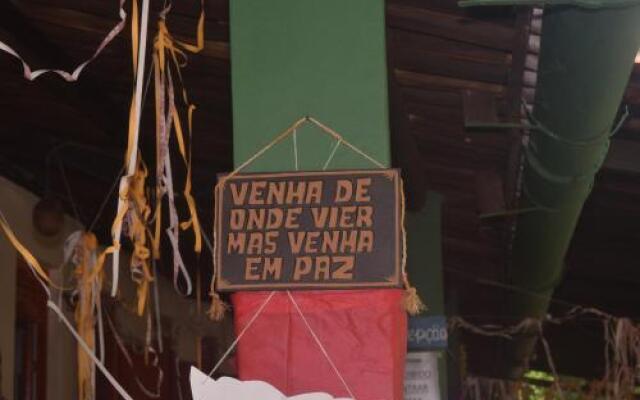 VENHA DE
ONDE VIER
MAS VENHA
EM PAZ